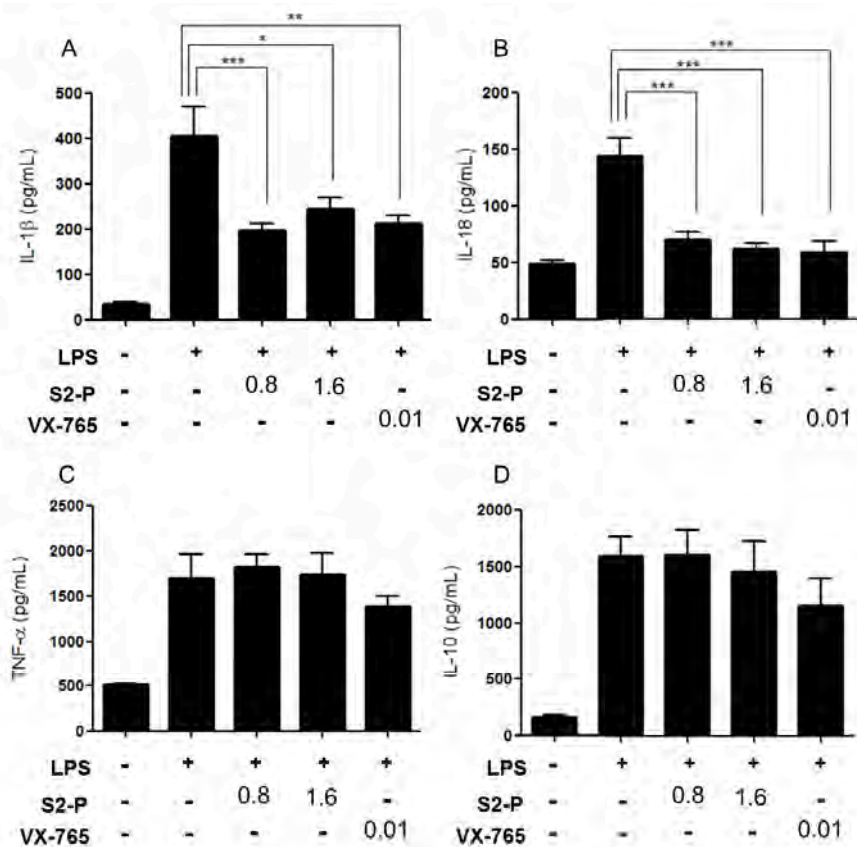 A
**
*
***
500
400
300
200
100
0
IL-1β (pg/mL)
LPS - + + + +
S2-P - - 0.8 1.6 -
VX-765 - - - - 0.01
B
***
***
***
200
150
100
50
0
IL-18 (pg/mL)
LPS - + + + +
S2-P - - 0.8 1.6 -
VX-765 - - - - 0.01
C
2500
2000
1500
1000
500
0
TNF-α (pg/mL)
LPS - + + + +
S2-P - - 0.8 1.6 -
VX-765 - - - - 0.01
D
2000
1500
1000
500
0
IL-10 (pg/mL)
LPS - + + + +
S2-P - - 0.8 1.6 -
VX-765 - - - - 0.01